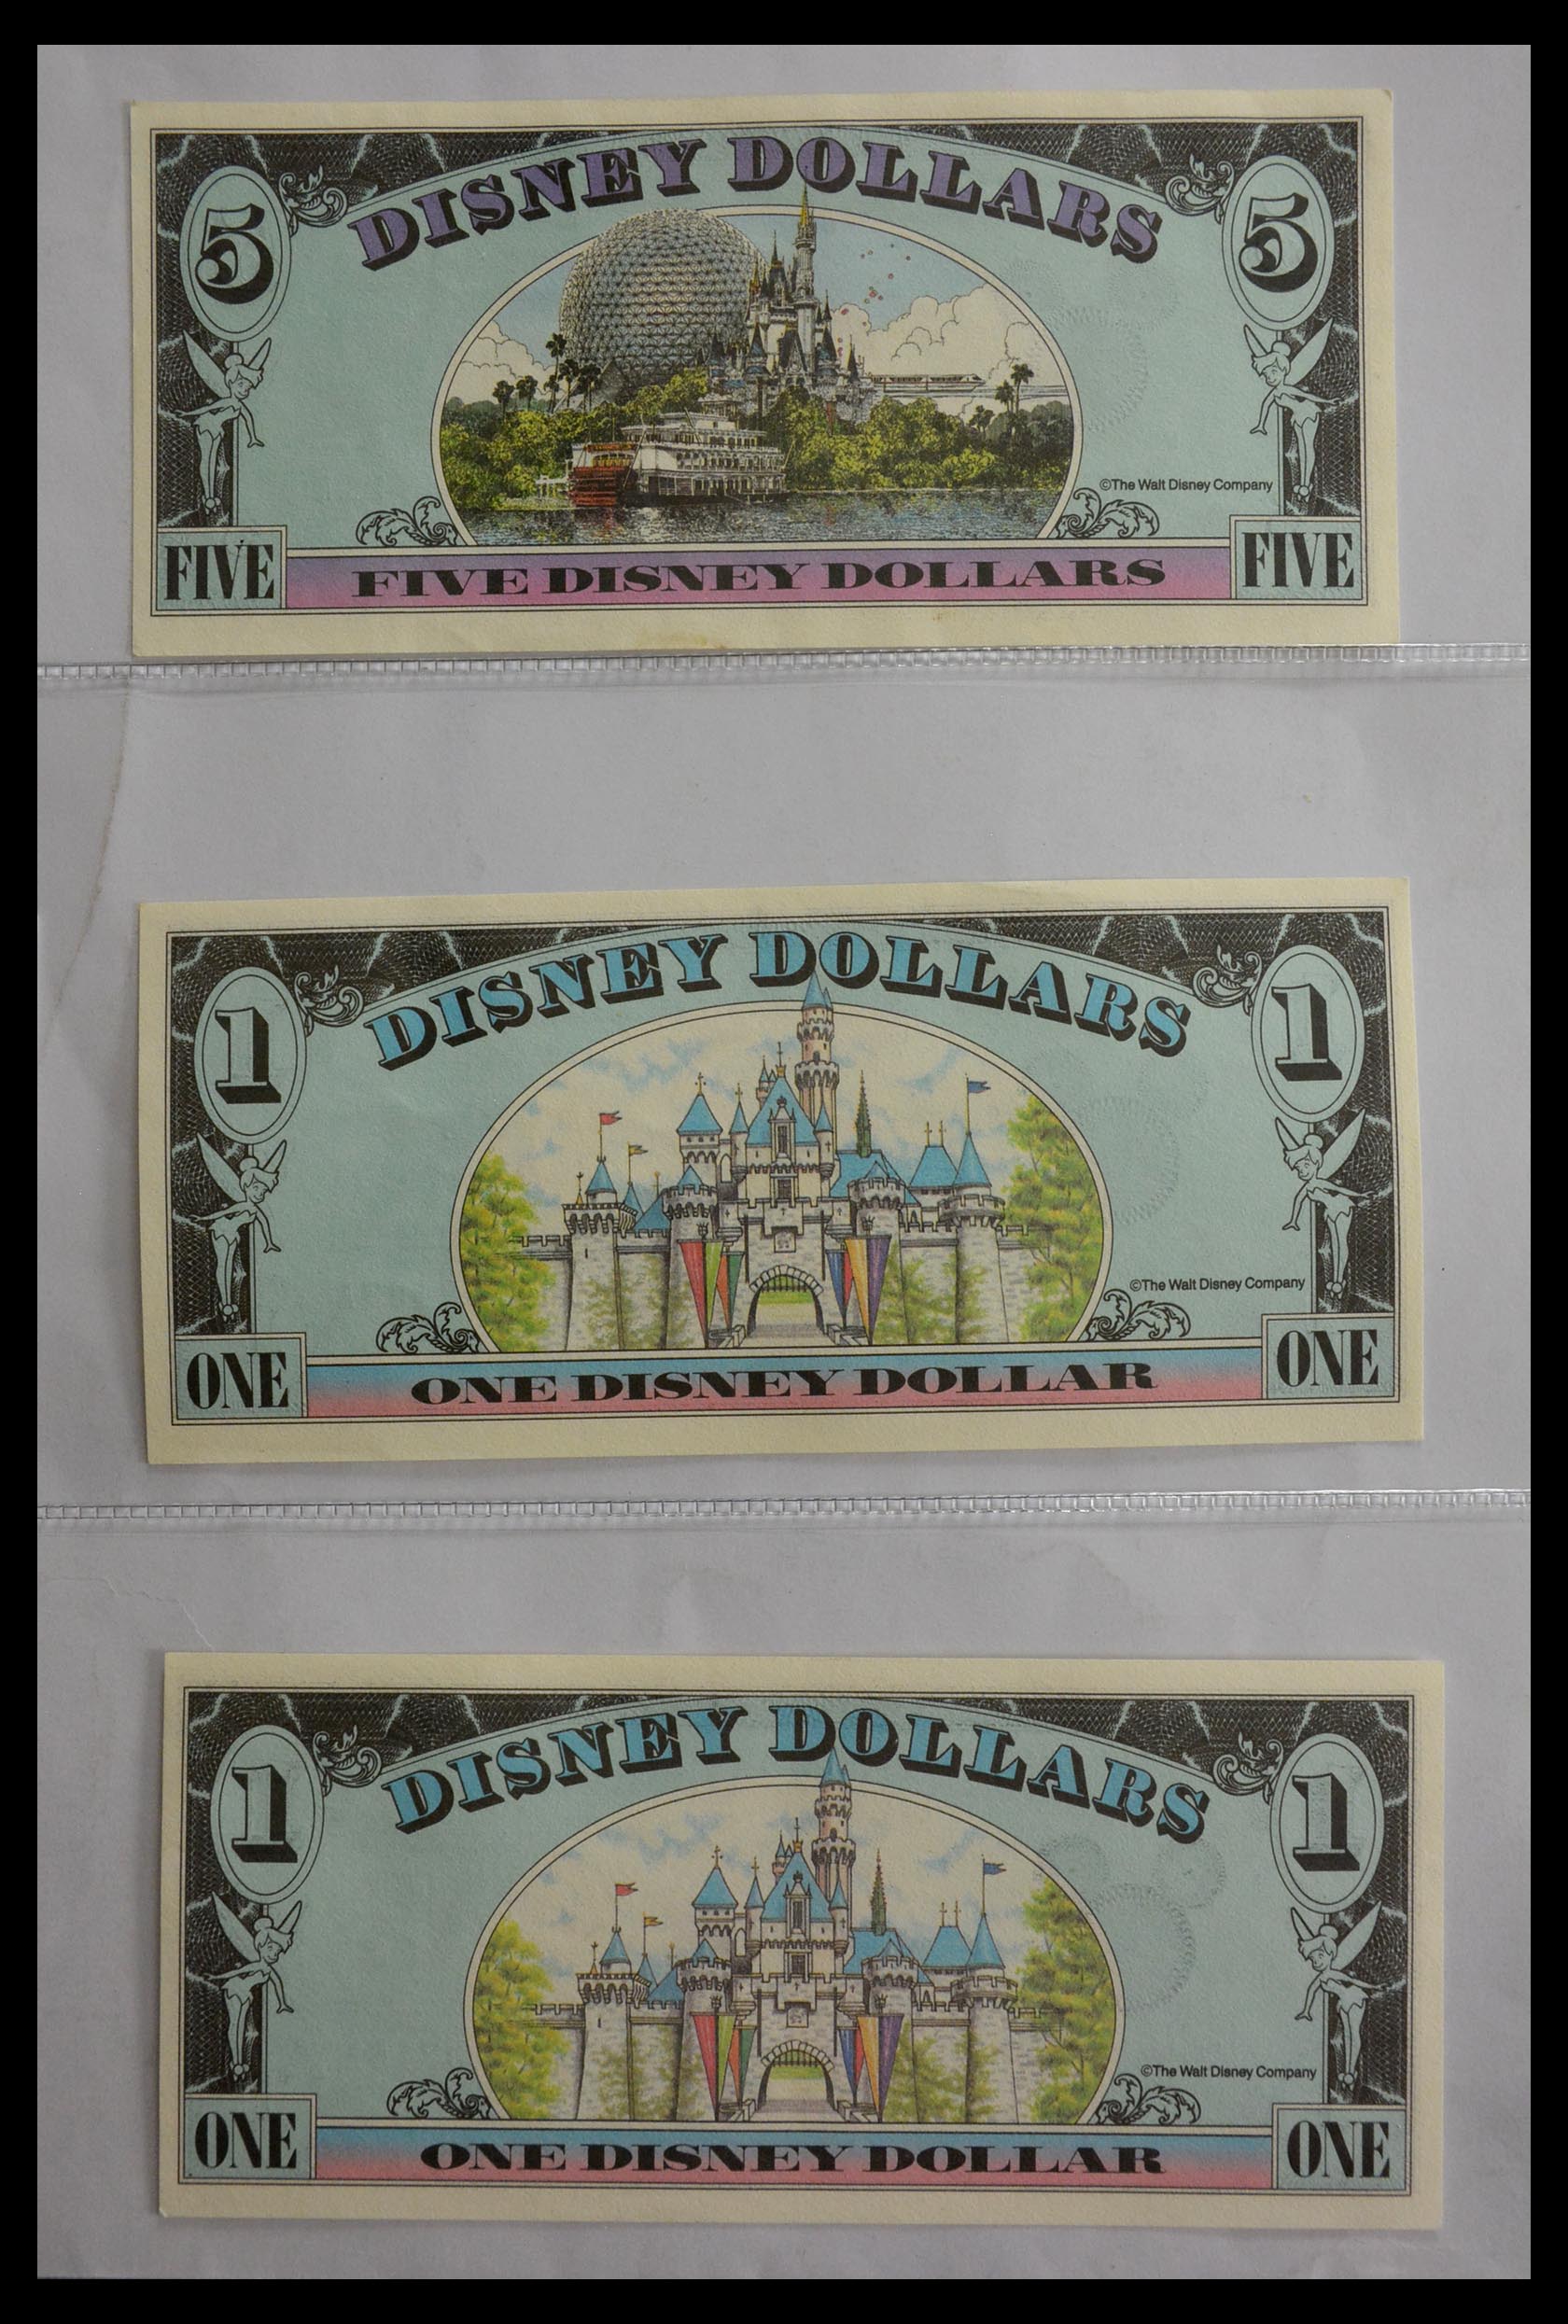 DISNEY DOLLARS
5 5
©The Walt Disney Company
FIVE FIVE DISNEY DOLLARS FIVE
DISNEY DOLLARS
1 1
©The Walt Disney Company
ONE ONE DISNEY DOLLAR ONE
DISNEY DOLLARS
1 1
©The Walt Disney Company
ONE ONE DISNEY DOLLAR ONE